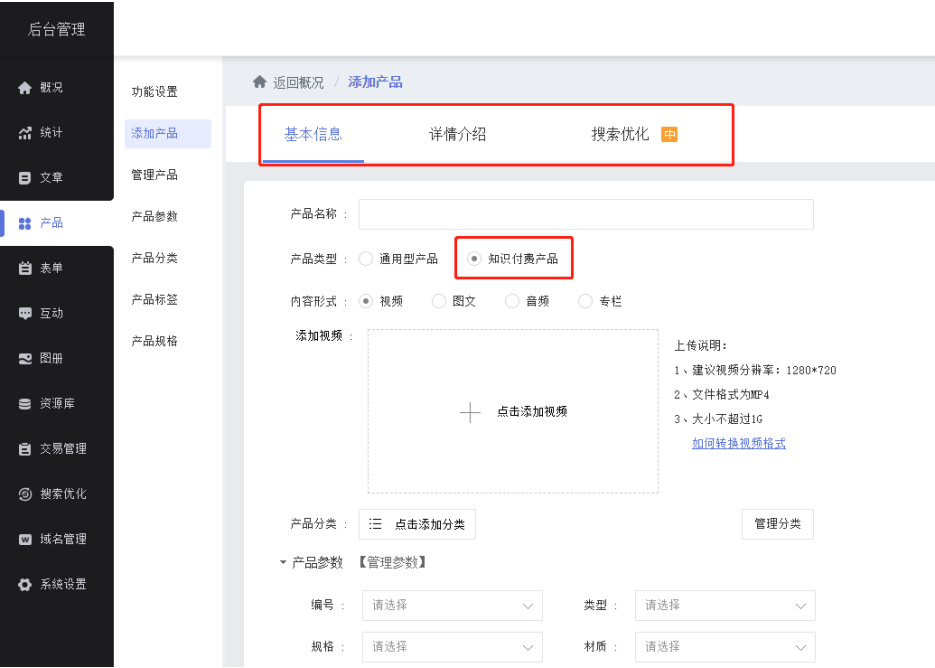 后台管理
概况
统计
文章
产品
表单
互动
图册
资源库
交易管理
搜索优化
域名管理
系统设置
功能设置
添加产品
管理产品
产品参数
产品分类
产品标签
产品规格
返回概况 / 添加产品
基本信息 详情介绍 搜索优化 中
产品名称 :
产品类型 : 通用型产品 知识付费产品
内容形式 : 视频 图文 音频 专栏
添加视频 :
点击添加视频
上传说明:
1、建议视频分辨率: 1280*720
2、文件格式为MP4
3、大小不超过1G
如何转换视频格式
产品分类 : 点击添加分类 管理分类
产品参数 【管理参数】
编号 : 请选择 类型 : 请选择
规格 : 请选择 材质 : 请选择